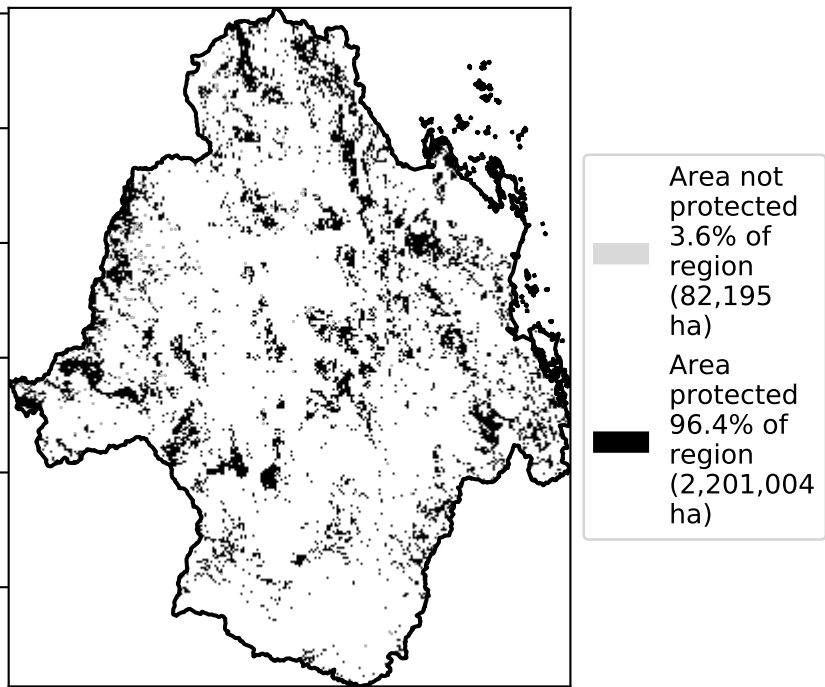 Area not
protected
3.6% of
region
(82,195
ha)
Area
protected
96.4% of
region
(2,201,004
ha)